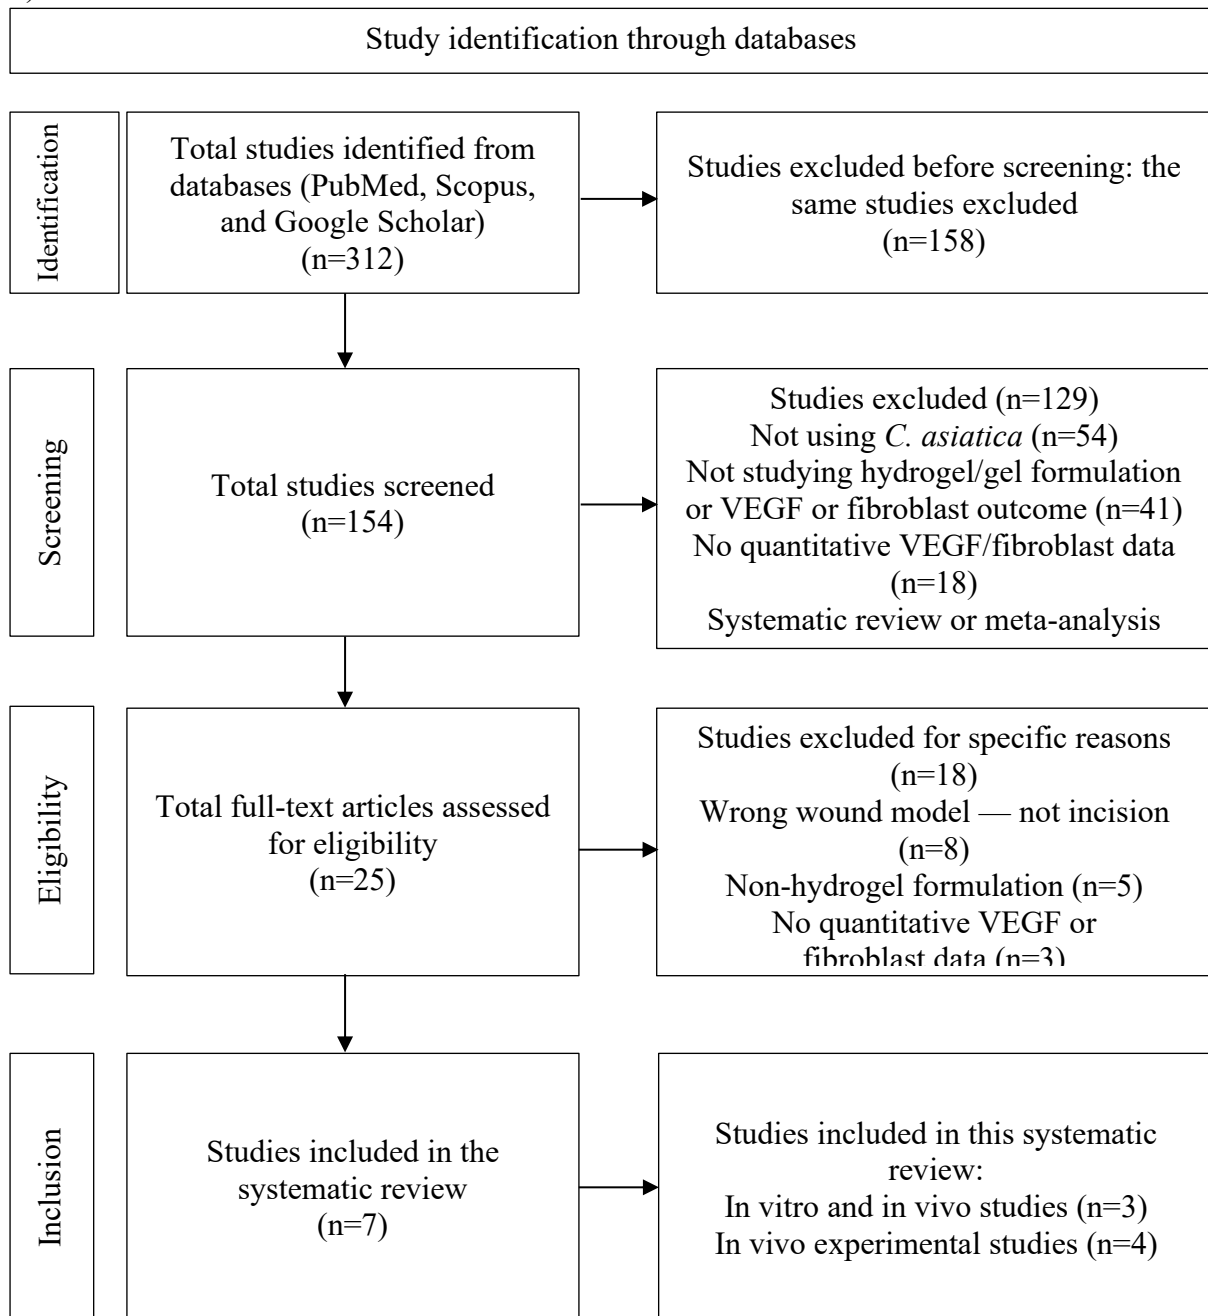 Study identification through databases
Identification
Total studies identified from
databases (PubMed, Scopus,
and Google Scholar)
(n=312)
Studies excluded before screening: the
same studies excluded
(n=158)
Screening
Total studies screened
(n=154)
Studies excluded (n=129)
Not using C. asiatica (n=54)
Not studying hydrogel/gel formulation
or VEGF or fibroblast outcome (n=41)
No quantitative VEGF/fibroblast data
(n=18)
Systematic review or meta-analysis
Eligibility
Total full-text articles assessed
for eligibility
(n=25)
Studies excluded for specific reasons
(n=18)
Wrong wound model — not incision
(n=8)
Non-hydrogel formulation (n=5)
No quantitative VEGF or
fibroblast data (n=3)
Inclusion
Studies included in the
systematic review
(n=7)
Studies included in this systematic
review:
In vitro and in vivo studies (n=3)
In vivo experimental studies (n=4)